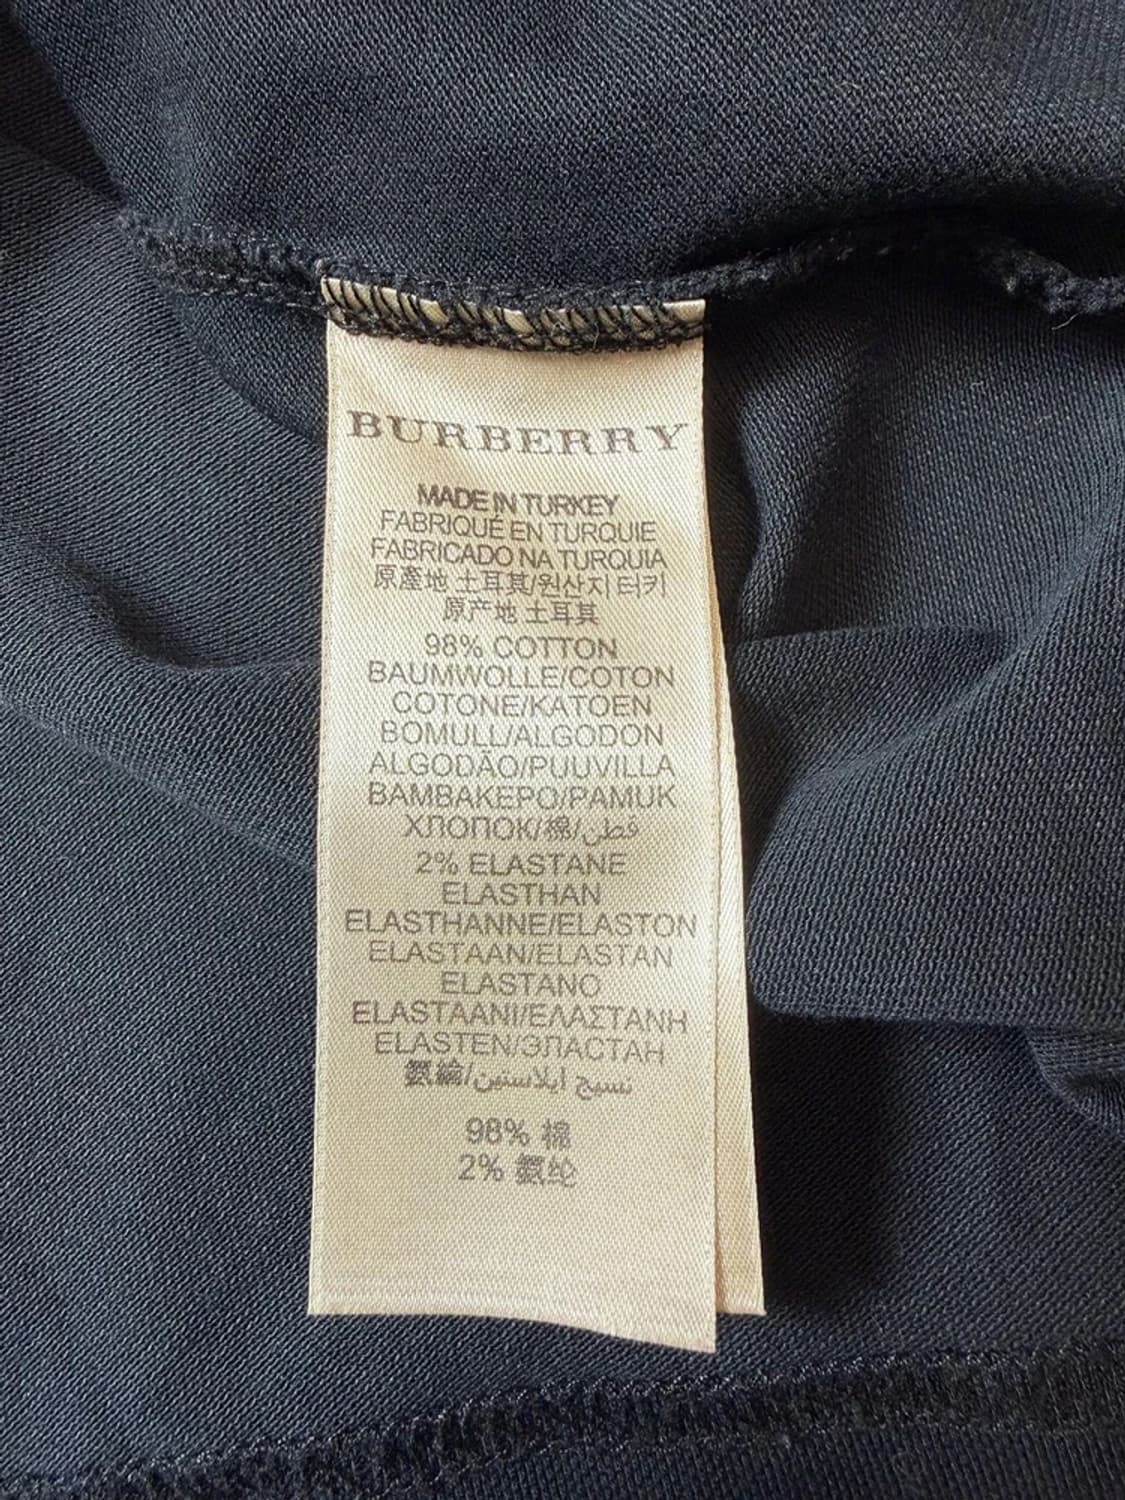 BURBERRY
MADE IN TURKEY
FABRIQUÉ EN TURQUIE
FABRICADO NA TURQUIA
原產地 土耳其/원산지 터키
原产地 土耳其
98% COTTON
BAUMWOLLE/COTON
COTONE/KATOEN
BOMULL/ALGODON
ALGODÃO/PUUVILLA
BAMBAKEPO/PAMUK
ХЛОПОК/棉/قطن
2% ELASTANE
ELASTHAN
ELASTHANNE/ELASTON
ELASTAAN/ELASTAN
ELASTANO
ELASTAANI/ΕΛΑΣΤΑΝΗ
ELASTEN/ЭЛАСТАН
氨綸/نسيج ايلاستين
98% 棉
2% 氨纶